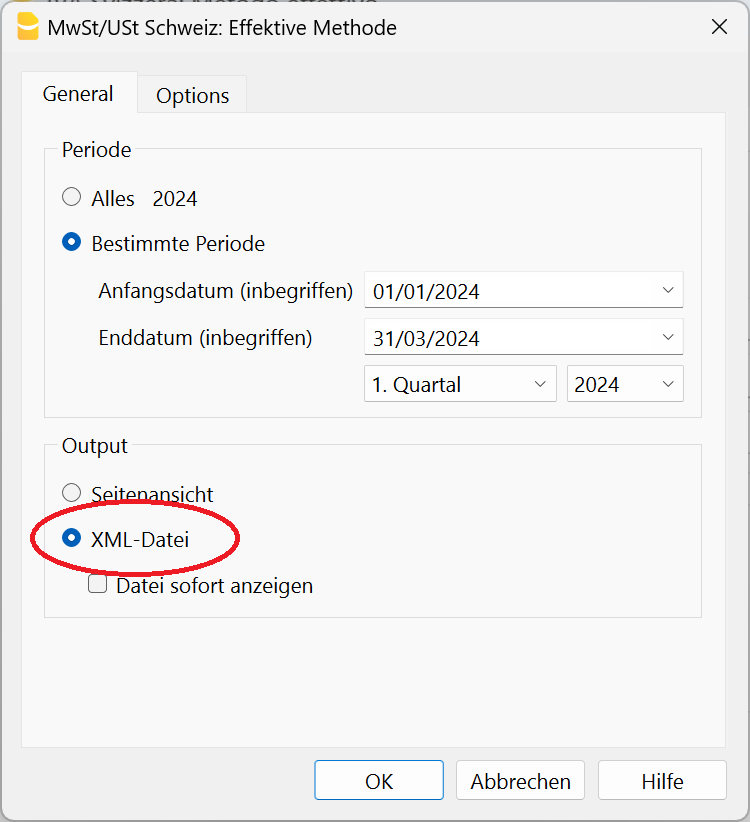 MwSt/USt Schweiz: Effektive Methode
General
Options
Periode
Alles 2024
Bestimmte Periode
Anfangsdatum (inbegriffen) 01/01/2024
Enddatum (inbegriffen) 31/03/2024
1. Quartal 2024
Output
Seitenansicht
XML-Datei
Datei sofort anzeigen
OK Abbrechen Hilfe